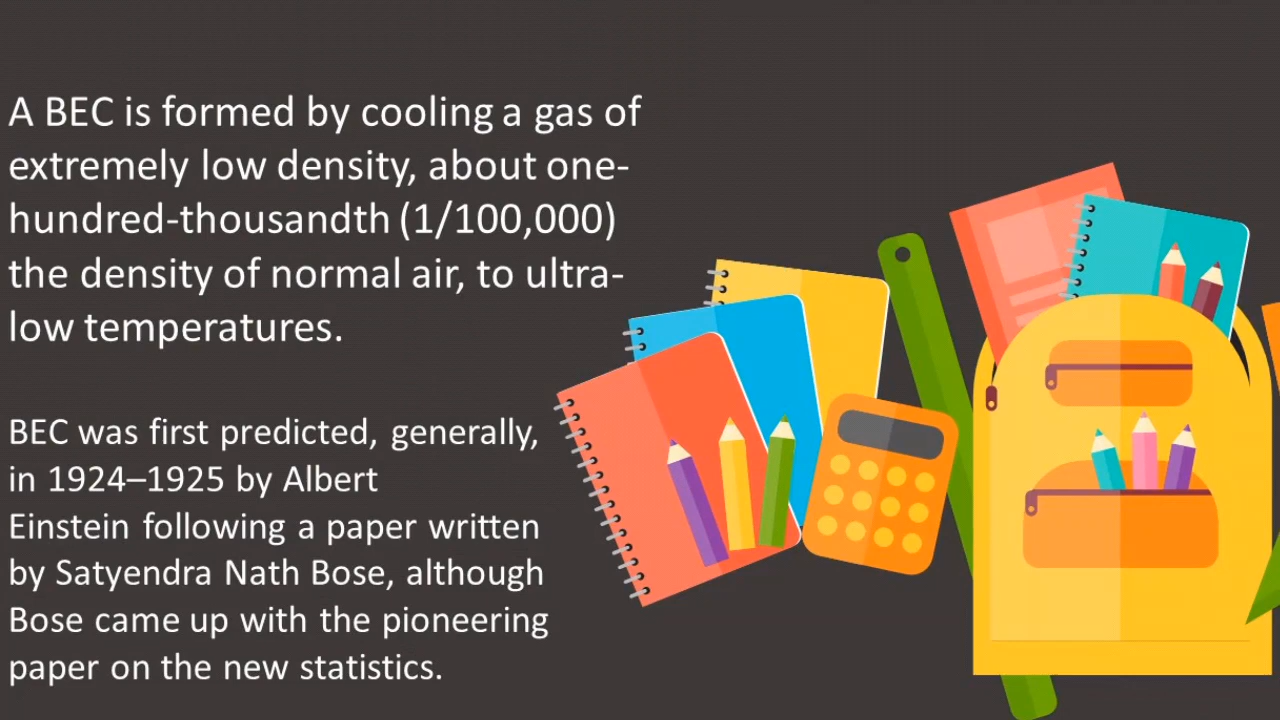 A BEC is formed by cooling a gas of
extremely low density, about one-
hundred-thousandth (1/100,000)
the density of normal air, to ultra-
low temperatures.
BEC was first predicted, generally,
in 1924–1925 by Albert
Einstein following a paper written
by Satyendra Nath Bose, although
Bose came up with the pioneering
paper on the new statistics.